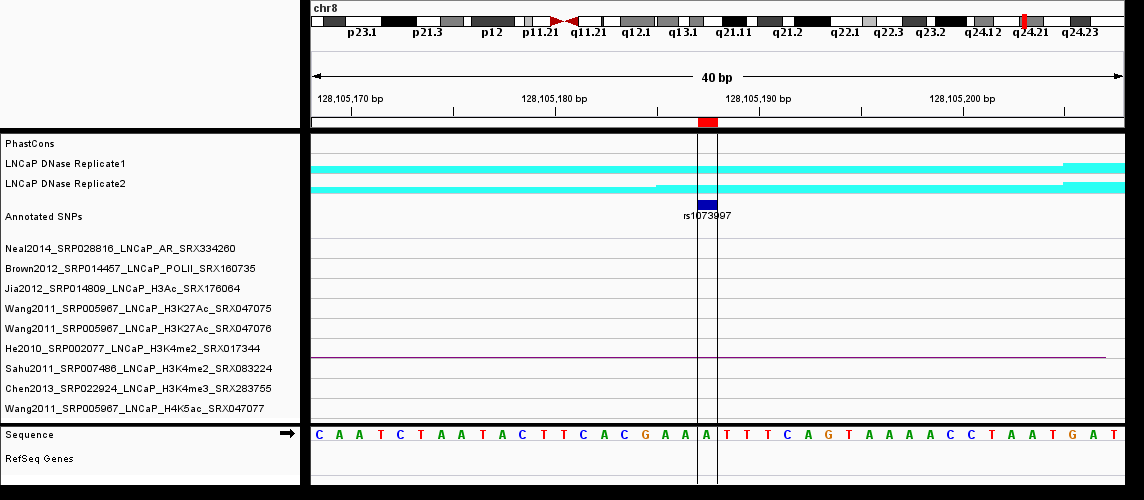 chr8
p23.1 p21.3 p12 p11.21 q11.21 q12.1 q13.1 q21.11 q21.2 q22.1 q22.3 q23.2 q24.12 q24.21 q24.23
40 bp
128,105,170 bp 128,105,180 bp 128,105,190 bp 128,105,200 bp
PhastCons
LNCaP DNase Replicate1
LNCaP DNase Replicate2
Annotated SNPs
rs1073997
Neal2014_SRP028816_LNCaP_AR_SRX334260
Brown2012_SRP014457_LNCaP_POLII_SRX160735
Jia2012_SRP014809_LNCaP_H3Ac_SRX176064
Wang2011_SRP005967_LNCaP_H3K27Ac_SRX047075
Wang2011_SRP005967_LNCaP_H3K27Ac_SRX047076
He2010_SRP002077_LNCaP_H3K4me2_SRX017344
Sahu2011_SRP007486_LNCaP_H3K4me2_SRX083224
Chen2013_SRP022924_LNCaP_H3K4me3_SRX283755
Wang2011_SRP005967_LNCaP_H4K5ac_SRX047077
Sequence C A A T C T A A T A C T T C A C G A A A T T T C A G T A A A A C C T A A T G A T
RefSeq Genes